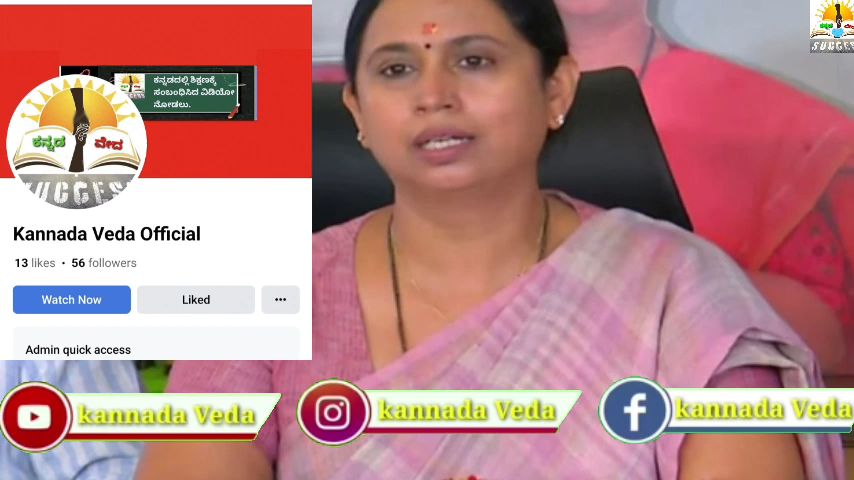 ಕನ್ನಡದಲ್ಲಿ ಶಿಕ್ಷಣಕ್ಕೆ
ಸಂಬಂಧಿಸಿದ ವಿಡಿಯೋ
ನೋಡಲು.
ಕನ್ನಡ ವೇದ
SUCCESS
Kannada Veda Official
13 likes • 56 followers
Watch Now
Liked
Admin quick access
SUCCESS
kannada Veda
kannada Veda
kannada Veda